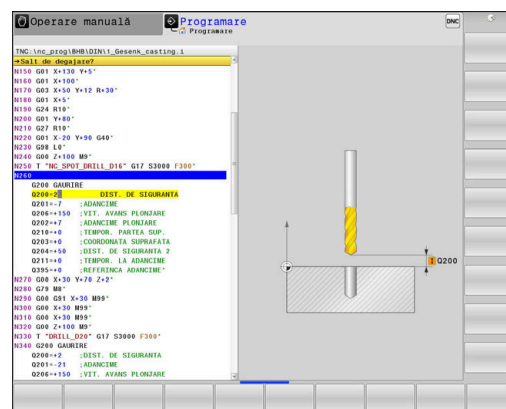 Operare manuală
Programare
Programare
DNC
TNC:\nc_prog\BHB\DIN\1_Gesenk_casting.i
→Salt de degajare?
N150 G01 X+130 Y+5*
N160 G01 X+100*
N170 G03 X+50 Y+12 R+30*
N180 G01 X+5*
N190 G24 R10*
N200 G01 Y+80*
N210 G27 R10*
N220 G01 X-20 Y+90 G40*
N230 G98 L0*
N240 G00 Z+100 M9*
N250 T "NC_SPOT_DRILL_D16" G17 S3000 F300*
N260
G200 GAURIRE
Q200=2 DIST. DE SIGURANTA
Q201=-7 ;ADANCIME
Q206=+150 ;VIT. AVANS PLONJARE
Q202=+7 ;ADANCIME PLONJARE
Q210=+0 ;TEMPOR. PARTEA SUP.
Q203=+0 ;COORDONATA SUPRAFATA
Q204=+50 ;DIST. DE SIGURANTA 2
Q211=+0 ;TEMPOR. LA ADANCIME
Q395=+0 ;REFERINCA ADANCIME*
N270 G00 X+30 Y+70 Z+2*
N280 G79 M8*
N290 G00 G91 X+30 M99*
N300 G00 X+30 M99*
N310 G00 X+30 M99*
N320 G00 Z+100 M9*
N330 T "DRILL_D20" G17 S3000 F300*
N340 G200 GAURIRE
Q200=+2 ;DIST. DE SIGURANTA
Q201=-21 ;ADANCIME
Q206=+150 ;VIT. AVANS PLONJARE
Q200